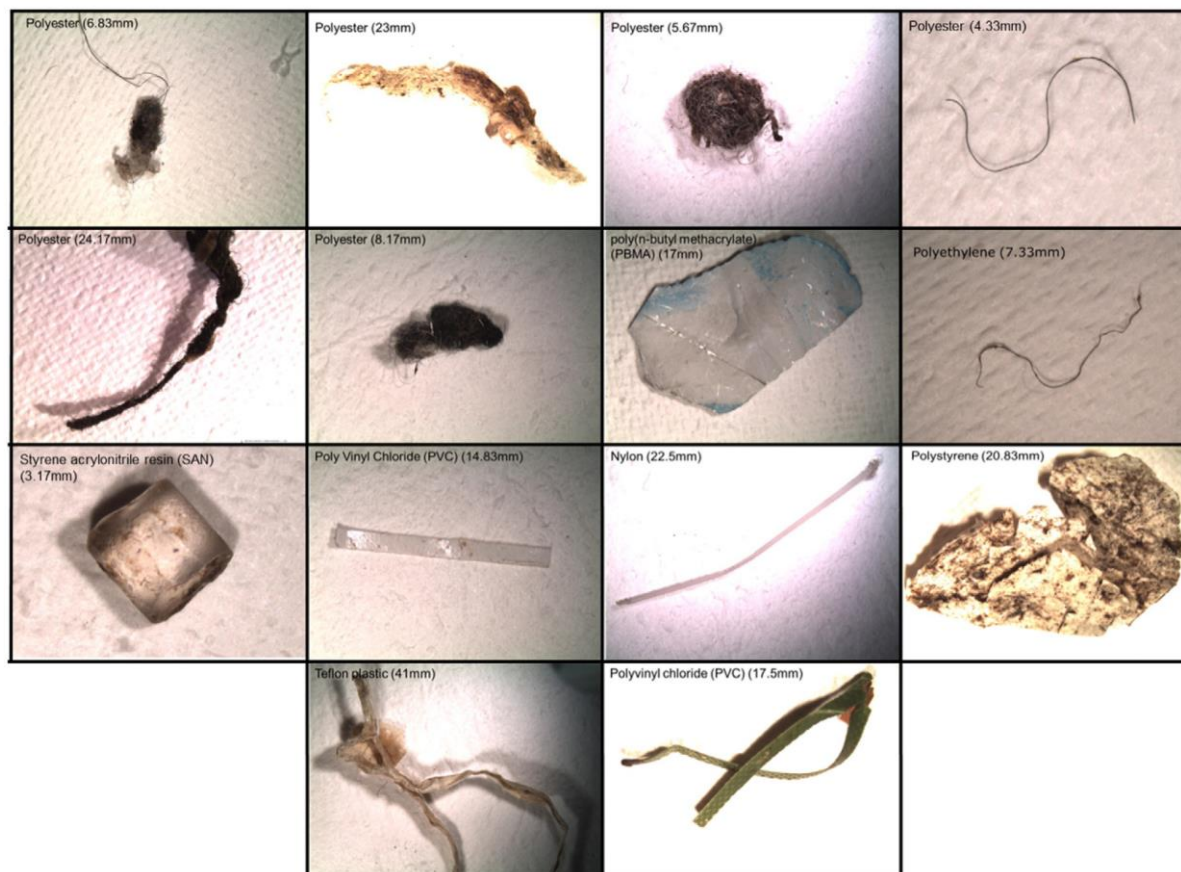 Polyester (6.83mm)
Polyester (23mm)
Polyester (5.67mm)
Polyester (4.33mm)
Polyester (24.17mm)
Polyester (8.17mm)
poly(n-butyl methacrylate)
(PBMA) (17mm)
Polyethylene (7.33mm)
Styrene acrylonitrile resin (SAN)
(3.17mm)
Poly Vinyl Chloride (PVC) (14.83mm)
Nylon (22.5mm)
Polystyrene (20.83mm)
Teflon plastic (41mm)
Polyvinyl chloride (PVC) (17.5mm)